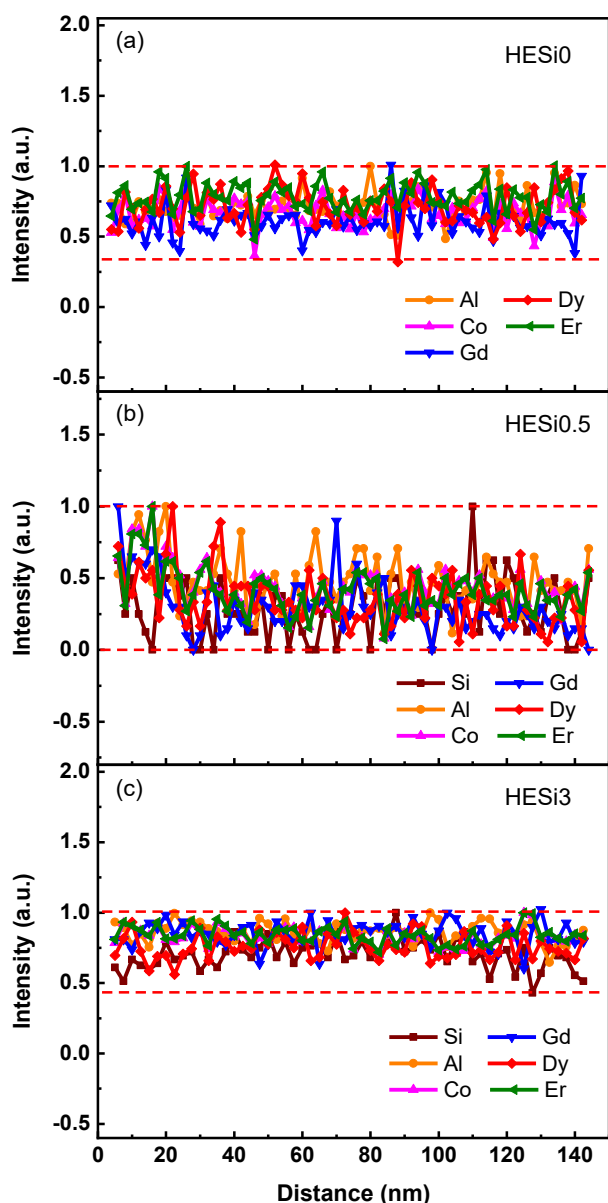 (a)
HESi0
2.0
1.5
1.0
0.5
0.0
-0.5
Intensity (a.u.)
Al
Dy
Co
Er
Gd
(b)
HESi0.5
1.5
1.0
0.5
0.0
-0.5
Intensity (a.u.)
Si
Gd
Al
Dy
Co
Er
(c)
HESi3
2.0
1.5
1.0
0.5
0.0
-0.5
Intensity (a.u.)
Si
Gd
Al
Dy
Co
Er
0 20 40 60 80 100 120 140
Distance (nm)